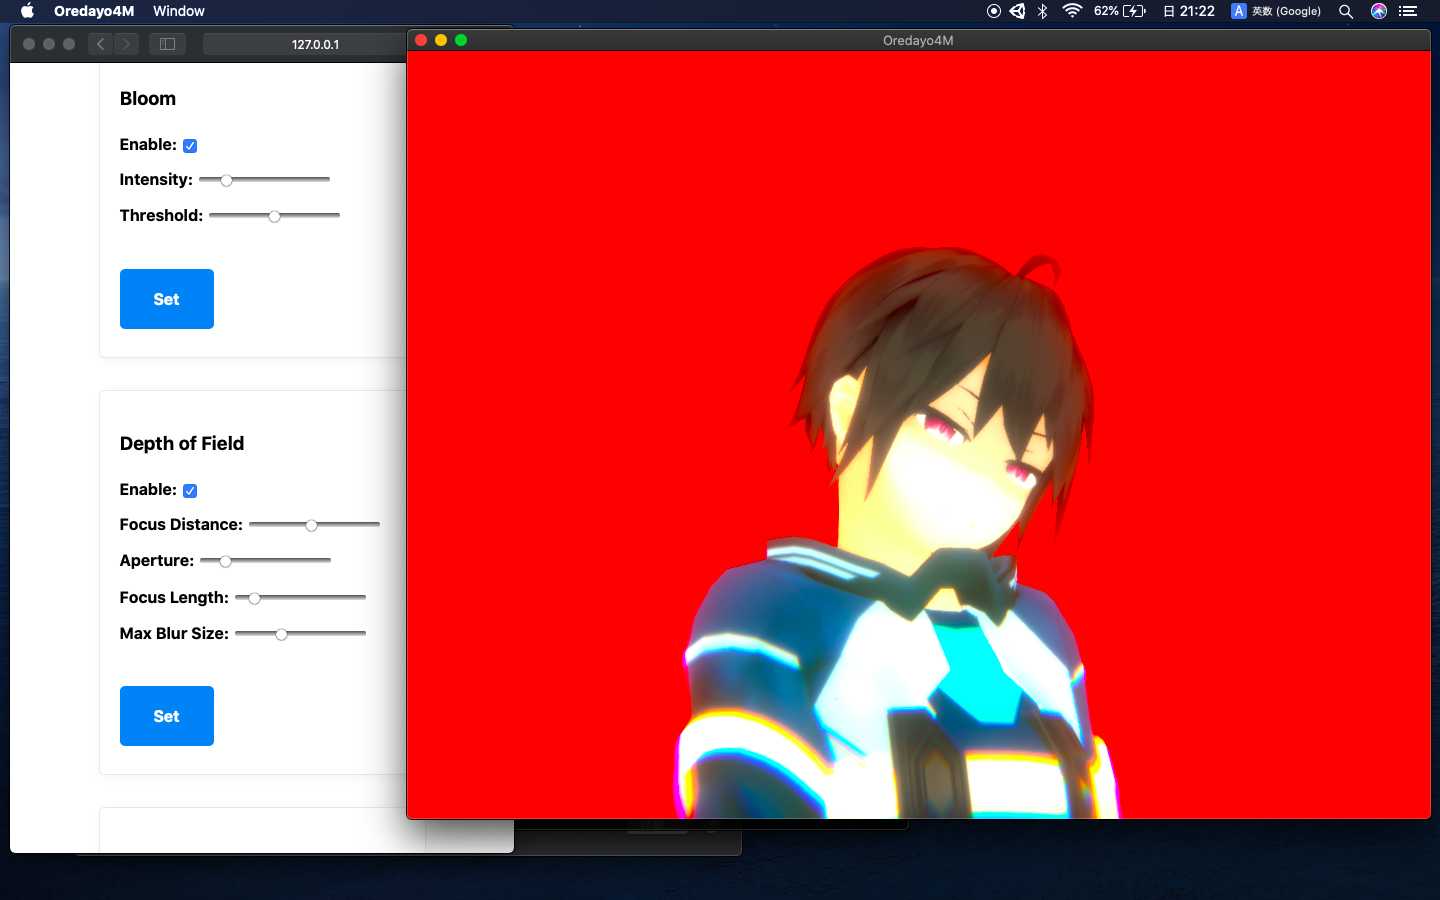 Oredayo4M Window 62% 日 21:22 A 英数 (Google)
127.0.0.1
Oredayo4M
Bloom
Enable:
Intensity:
Threshold:
Set
Depth of Field
Enable:
Focus Distance:
Aperture:
Focus Length:
Max Blur Size:
Set